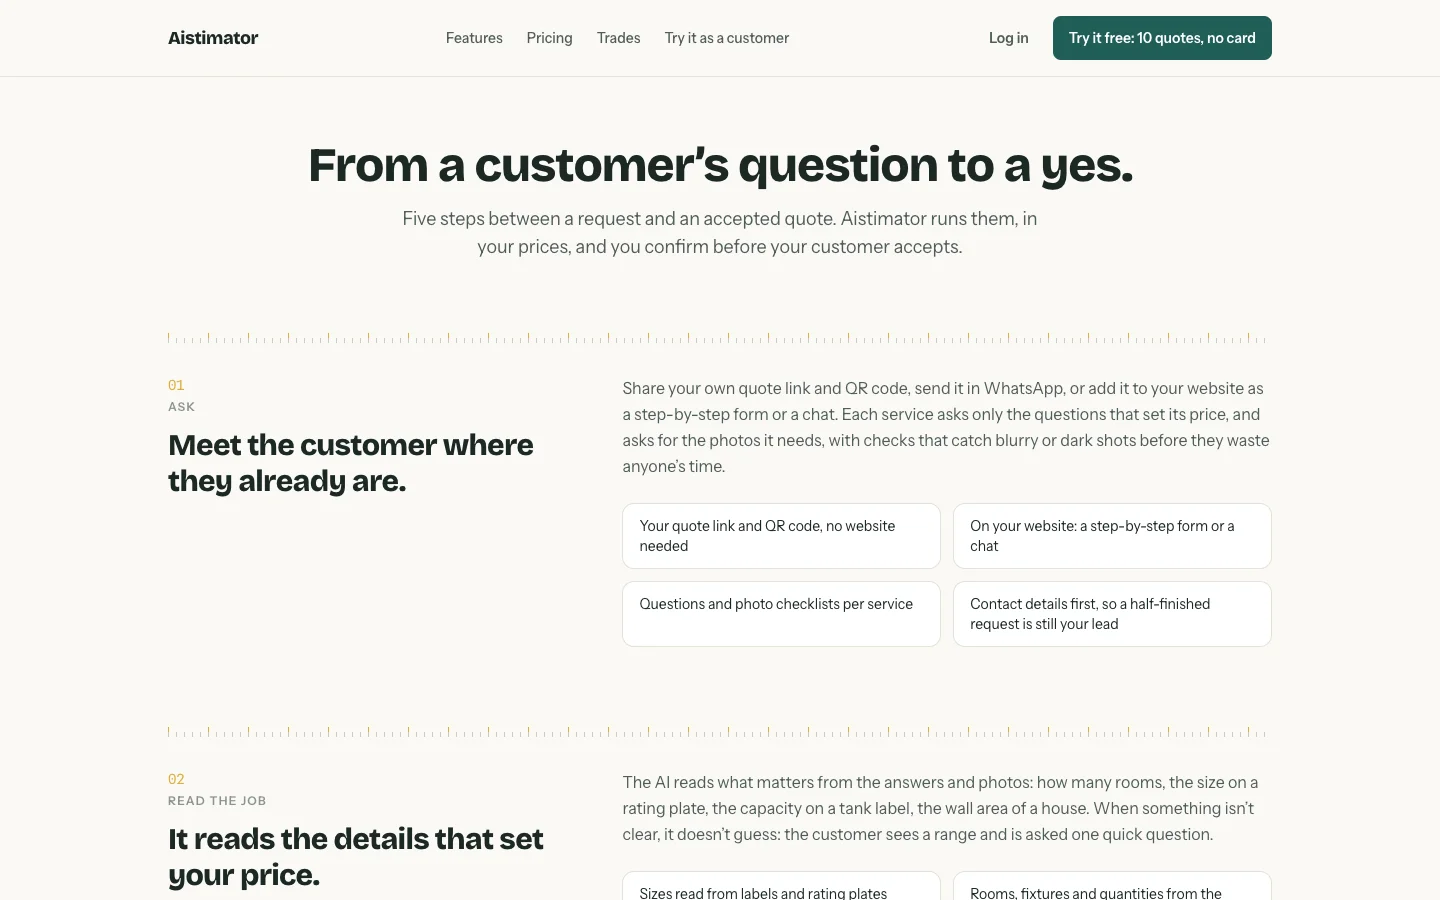 Aistimator
Features
Pricing
Trades
Try it as a customer
Log in
Try it free: 10 quotes, no card
From a customer’s question to a yes.
Five steps between a request and an accepted quote. Aistimator runs them, in
your prices, and you confirm before your customer accepts.
01
ASK
Meet the customer where
they already are.
Share your own quote link and QR code, send it in WhatsApp, or add it to your website as
a step-by-step form or a chat. Each service asks only the questions that set its price, and
asks for the photos it needs, with checks that catch blurry or dark shots before they waste
anyone’s time.
Your quote link and QR code, no website
needed
On your website: a step-by-step form or a
chat
Questions and photo checklists per service
Contact details first, so a half-finished
request is still your lead
02
READ THE JOB
It reads the details that set
your price.
The AI reads what matters from the answers and photos: how many rooms, the size on a
rating plate, the capacity on a tank label, the wall area of a house. When something isn’t
clear, it doesn’t guess: the customer sees a range and is asked one quick question.
Sizes read from labels and rating plates
Rooms, fixtures and quantities from the